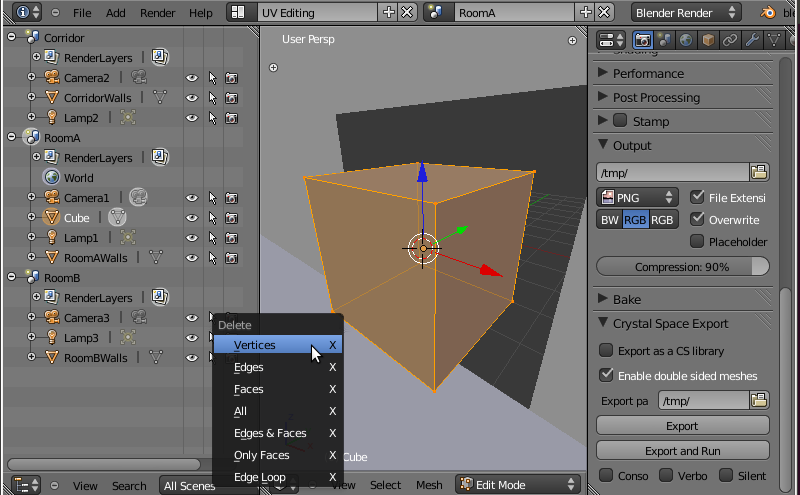 File Add Render Help UV Editing RoomA Blender Render
Corridor
RenderLayers
Camera2
CorridorWalls
Lamp2
RoomA
RenderLayers
World
Camera1
Cube
Lamp1
RoomAWalls
RoomB
RenderLayers
Camera3
Lamp3
RoomBWalls
View Search All Scenes
User Persp
Delete
Vertices X
Edges X
Faces X
All X
Edges & Faces X
Only Faces X
Edge Loop X
Cube
View Select Mesh Edit Mode
Performance
Post Processing
Stamp
Output
/tmp/
PNG File Extensi
BW RGB RGB Overwrite
Placeholder
Compression: 90%
Bake
Crystal Space Export
Export as a CS library
Enable double sided meshes
Export pa /tmp/
Export
Export and Run
Conso Verbo Silent